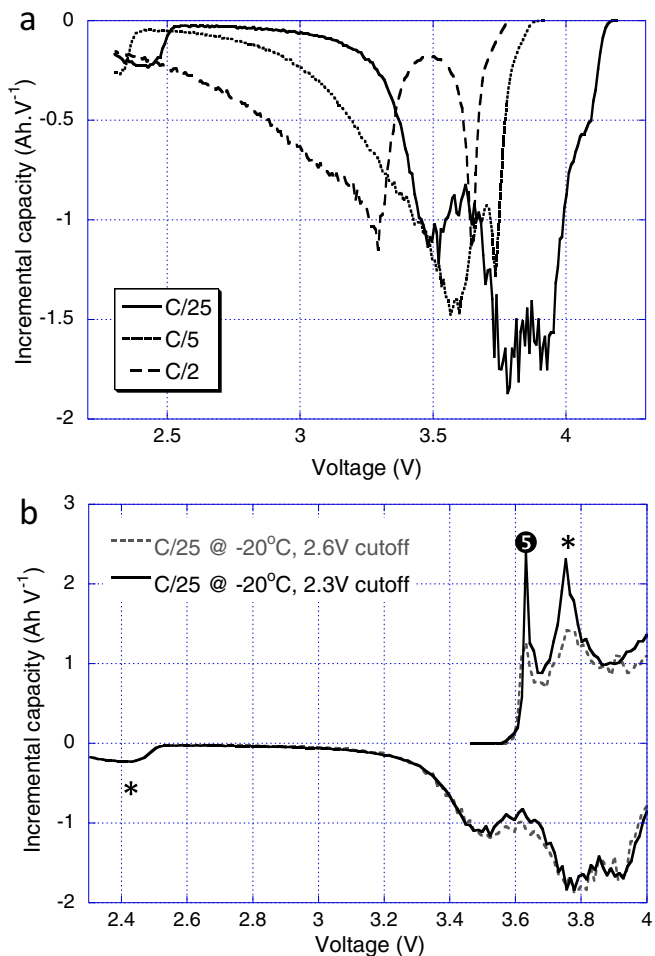 a
0
-0.5
-1
-1.5
-2
Incremental capacity (Ah.V⁻¹)
C/25
C/5
C/2
2.5 3 3.5 4
Voltage (V)
b
3
2
1
0
-1
-2
Incremental capacity (Ah V⁻¹)
C/25 @ -20°C, 2.6V cutoff
C/25 @ -20°C, 2.3V cutoff
❺ *
*
2.4 2.6 2.8 3 3.2 3.4 3.6 3.8 4
Voltage (V)